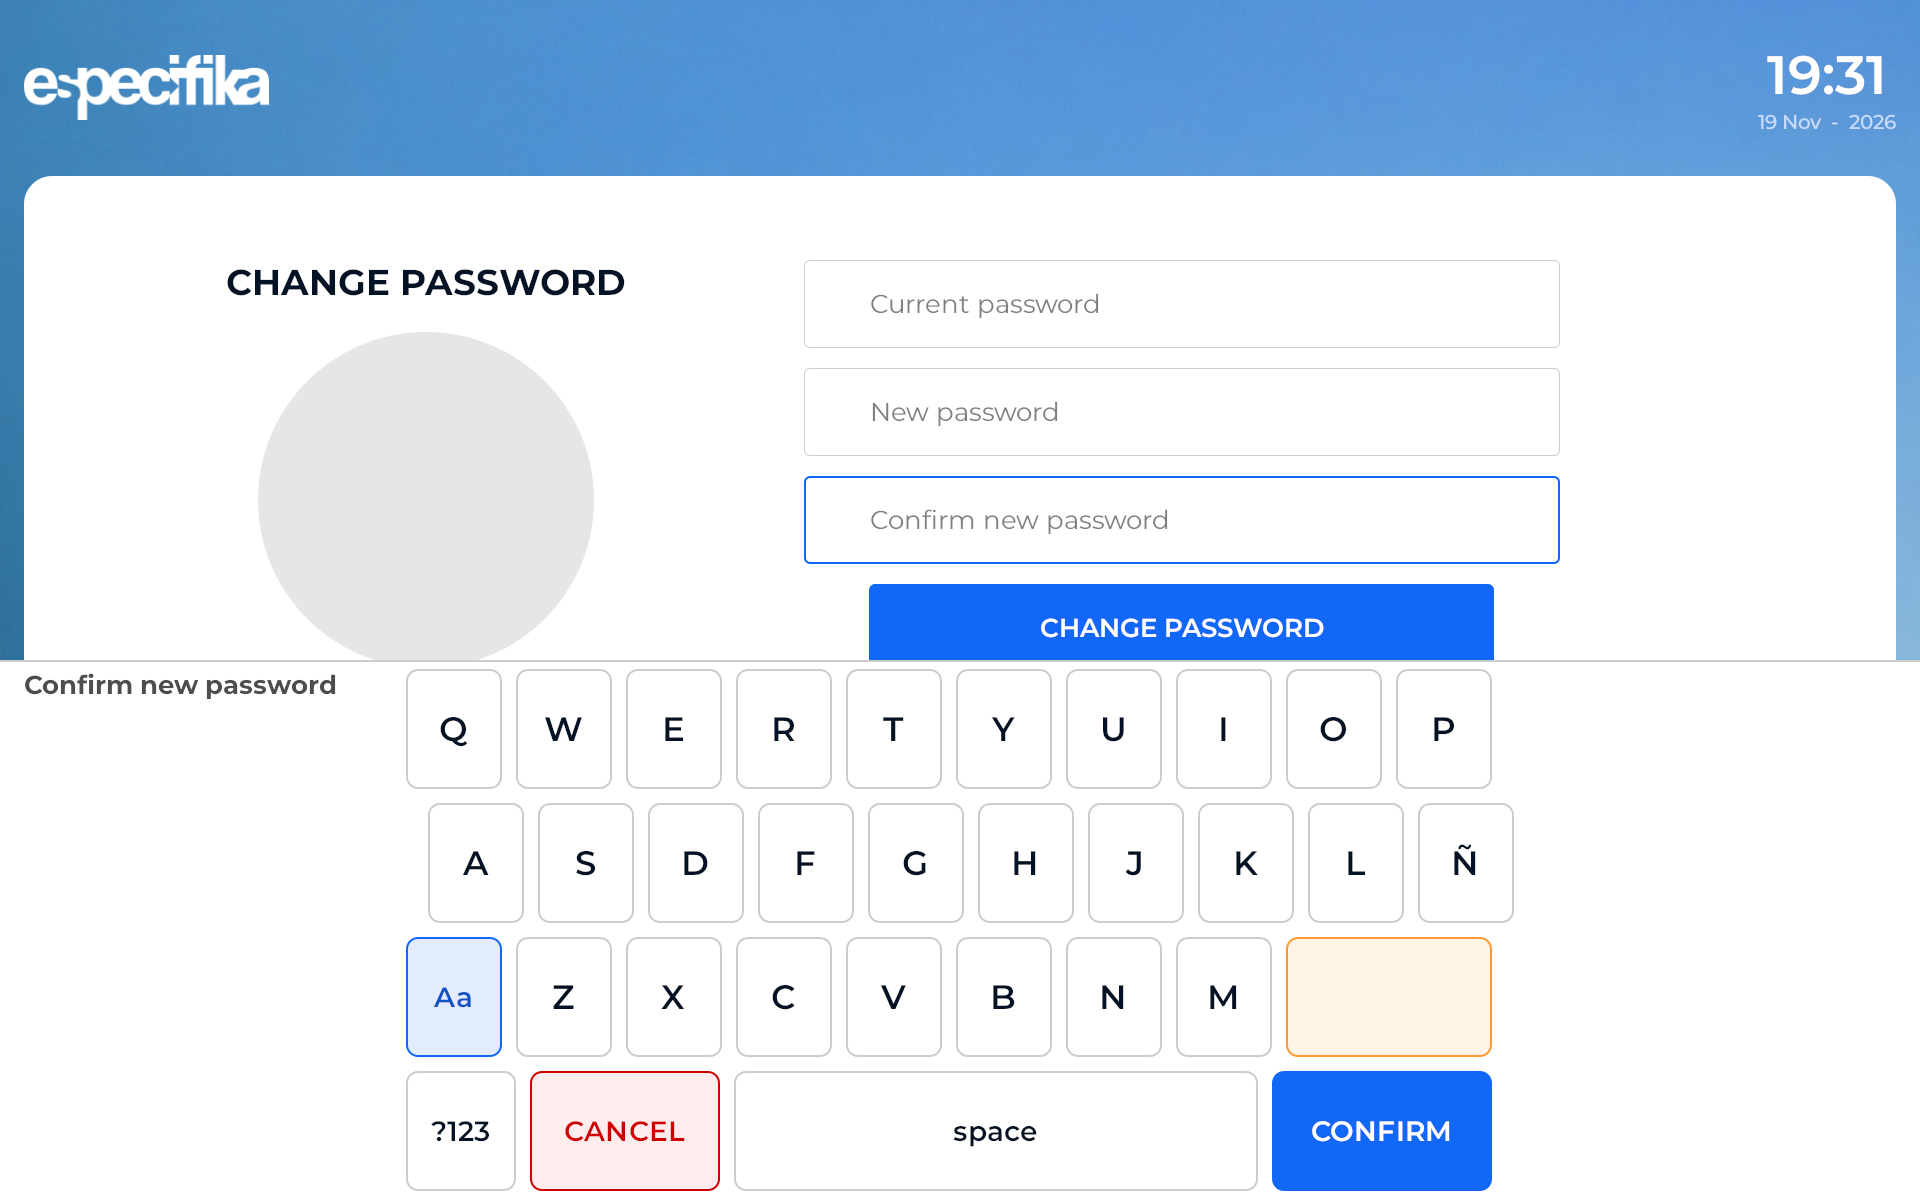 especifika
19:31
19 Nov - 2026
CHANGE PASSWORD
Current password
New password
Confirm new password
CHANGE PASSWORD
Confirm new password
Q W E R T Y U I O P
A S D F G H J K L Ñ
Aa Z X C V B N M
?123 CANCEL space CONFIRM